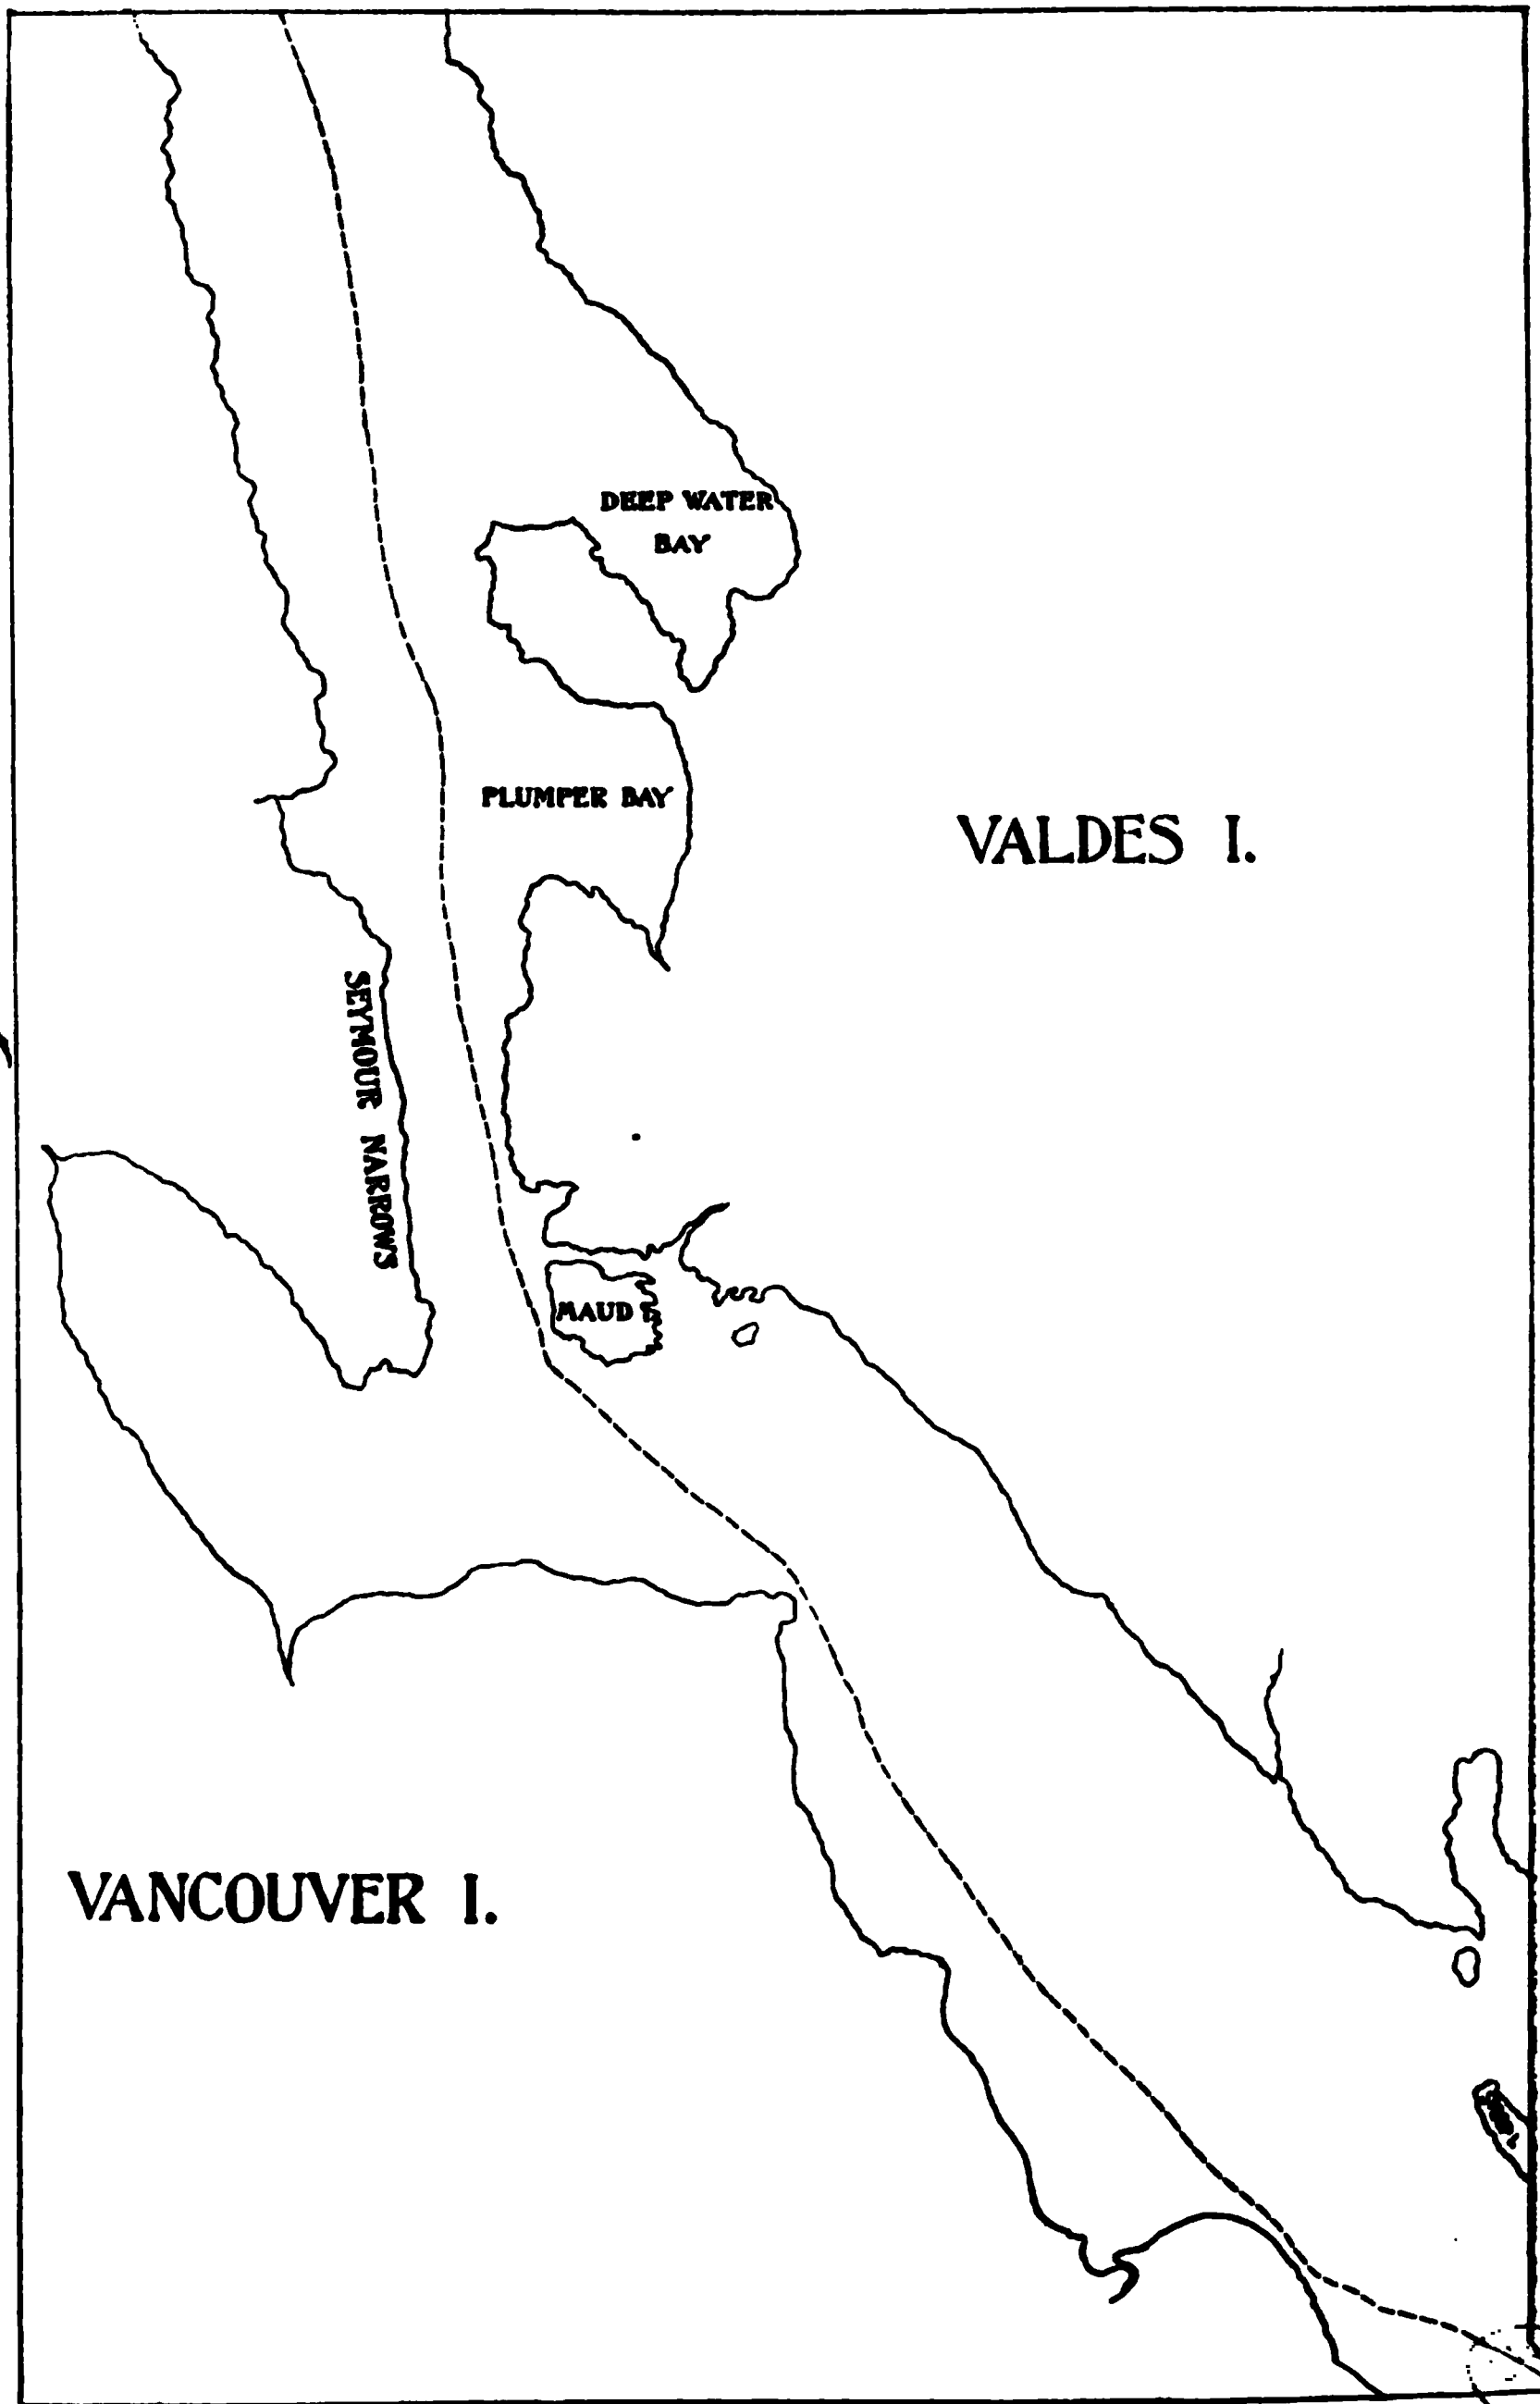 DEEP WATER
BAY
PLUMPER BAY
VALDES I.
SEYMOUR NARROWS
MAUD I.
VANCOUVER I.